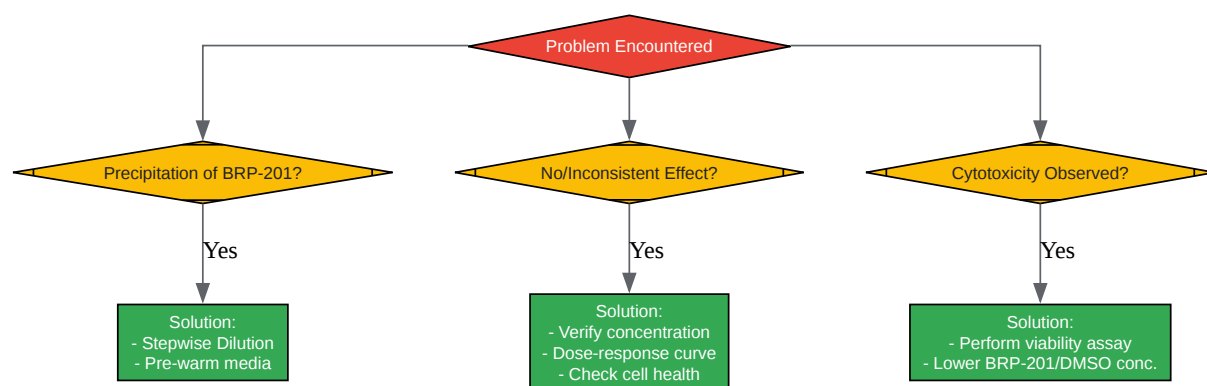 Problem Encountered
Precipitation of BRP-201?
No/Inconsistent Effect?
Cytotoxicity Observed?
Yes
Yes
Yes
Solution:
- Stepwise Dilution
- Pre-warm media
Solution:
- Verify concentration
- Dose-response curve
- Check cell health
Solution:
- Perform viability assay
- Lower BRP-201/DMSO conc.